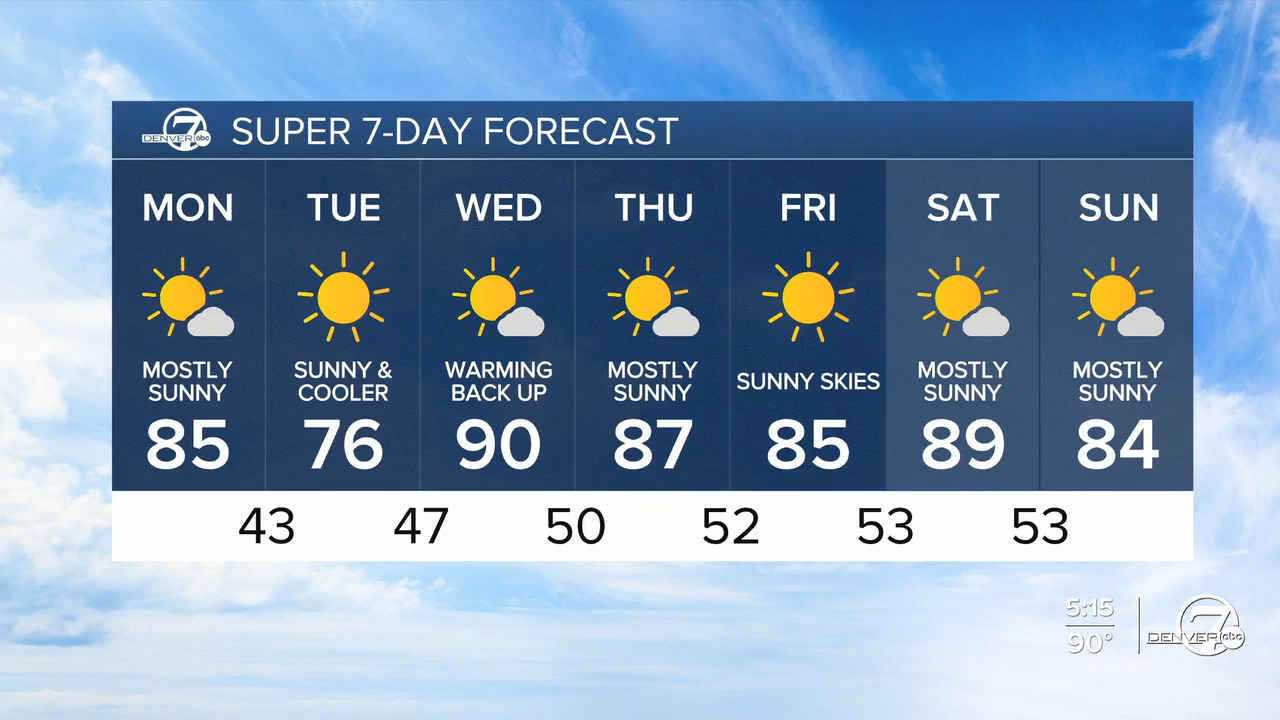 DENVER 7 abc SUPER 7-DAY FORECAST
MON TUE WED THU FRI SAT SUN
MOSTLY SUNNY & WARMING MOSTLY SUNNY SKIES MOSTLY MOSTLY
SUNNY COOLER BACK UP SUNNY SUNNY SUNNY
85 76 90 87 85 89 84
43 47 50 52 53 53
5:15
90°
DENVER 7 abc